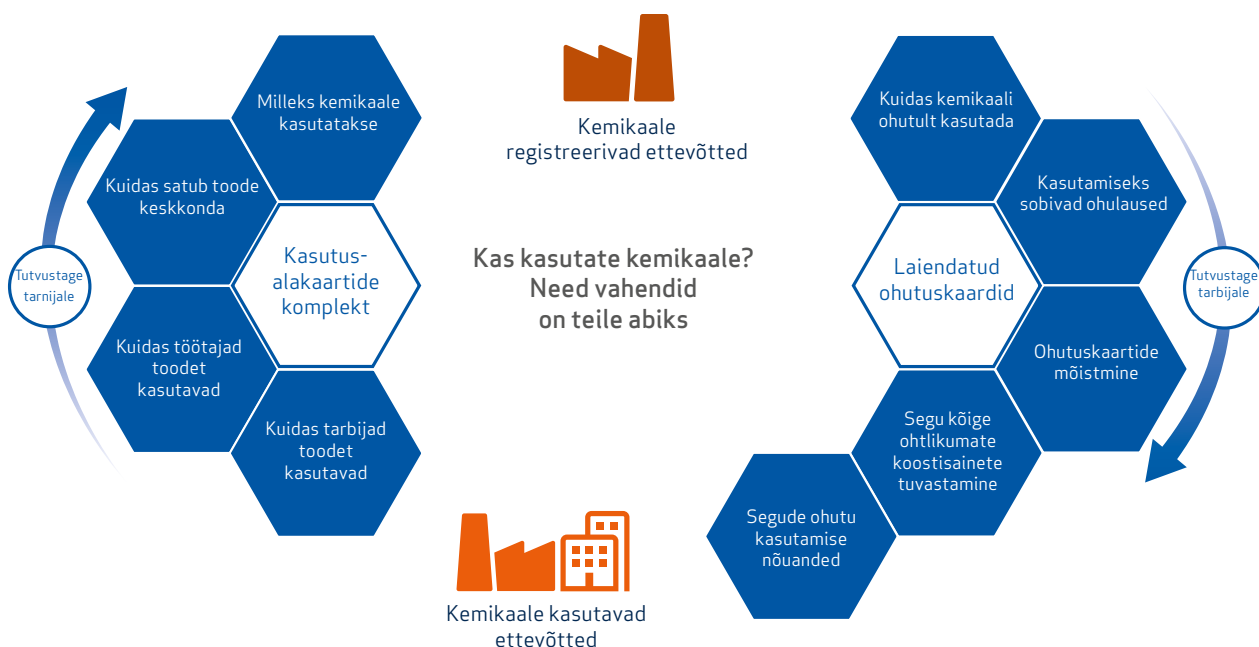 Milleks kemikaale
kasutatakse
Kuidas satub toode
keskkonda
Kasutus-
alakaartide
komplekt
Tutvustage
tarnijale
Kuidas töötajad
toodet
kasutavad
Kuidas tarbijad
toodet
kasutavad
Kemikaale
registreerivad ettevõtted
Kas kasutate kemikaale?
Need vahendid
on teile abiks
Kemikaale kasutavad
ettevõtted
Kuidas kemikaali
ohutult kasutada
Kasutamiseks
sobivad ohulaused
Laiendatud
ohutuskaardid
Tutvustage
tarbijale
Ohutuskaartide
mõistmine
Segu kõige
ohtlikumate
koostisainete
tuvastamine
Segude ohutu
kasutamise
nõuanded